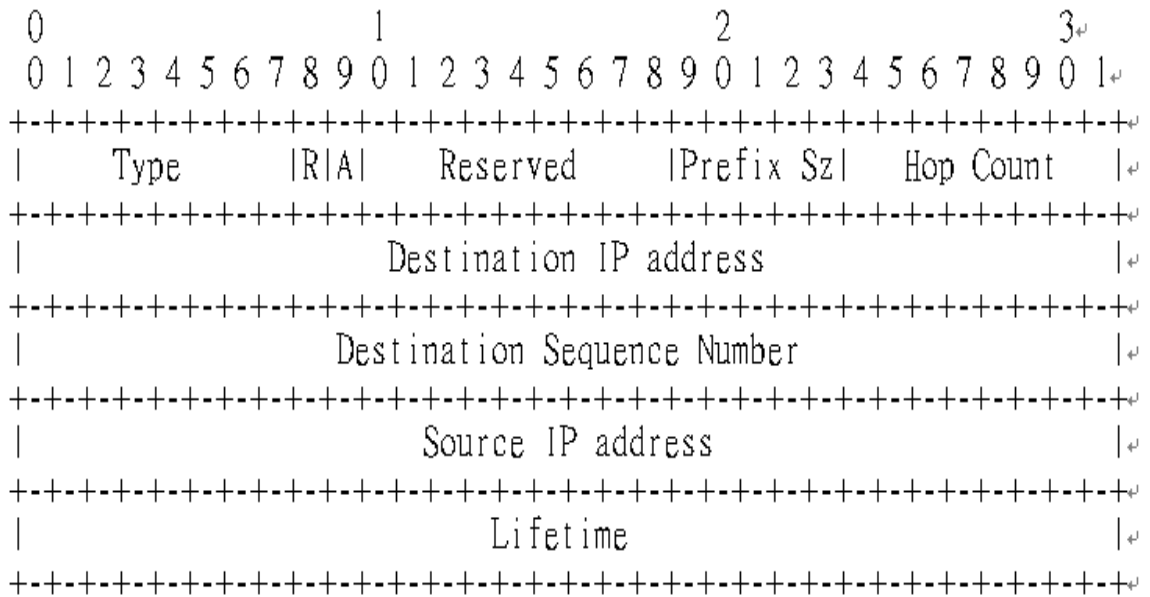 0                   1                   2                   3↵
0 1 2 3 4 5 6 7 8 9 0 1 2 3 4 5 6 7 8 9 0 1 2 3 4 5 6 7 8 9 0 1↵
+-+-+-+-+-+-+-+-+-+-+-+-+-+-+-+-+-+-+-+-+-+-+-+-+-+-+-+-+-+-+-+-+↵
|     Type      |R|A|    Reserved     |Prefix Sz|   Hop Count   |↵
+-+-+-+-+-+-+-+-+-+-+-+-+-+-+-+-+-+-+-+-+-+-+-+-+-+-+-+-+-+-+-+-+↵
|                     Destination IP address                    |↵
+-+-+-+-+-+-+-+-+-+-+-+-+-+-+-+-+-+-+-+-+-+-+-+-+-+-+-+-+-+-+-+-+↵
|                  Destination Sequence Number                  |↵
+-+-+-+-+-+-+-+-+-+-+-+-+-+-+-+-+-+-+-+-+-+-+-+-+-+-+-+-+-+-+-+-+↵
|                       Source IP address                       |↵
+-+-+-+-+-+-+-+-+-+-+-+-+-+-+-+-+-+-+-+-+-+-+-+-+-+-+-+-+-+-+-+-+↵
|                           Lifetime                            |↵
+-+-+-+-+-+-+-+-+-+-+-+-+-+-+-+-+-+-+-+-+-+-+-+-+-+-+-+-+-+-+-+-+↵